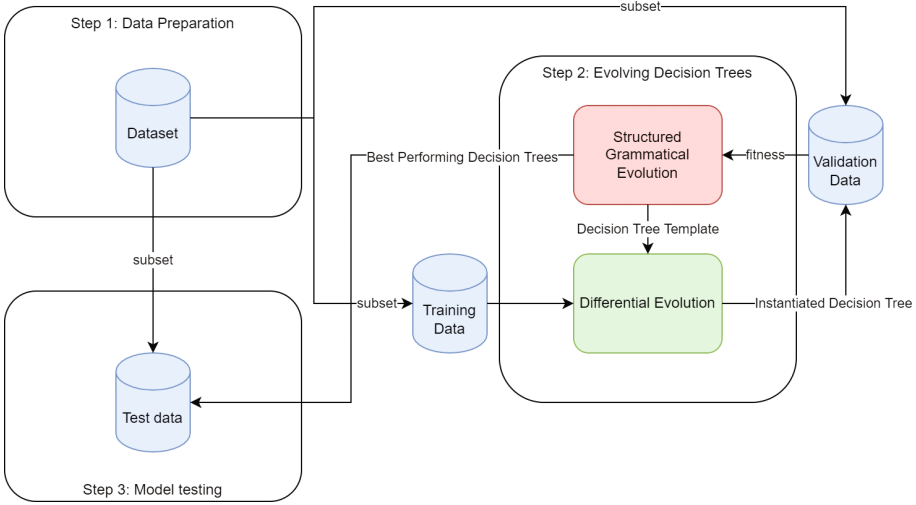 subset
Step 1: Data Preparation
Step 2: Evolving Decision Trees
Dataset
Structured
Grammatical
Evolution
Best Performing Decision Trees
fitness
Validation
Data
Decision Tree Template
subset
subset
Training
Data
Differential Evolution
Instantiated Decision Tree
Test data
Step 3: Model testing